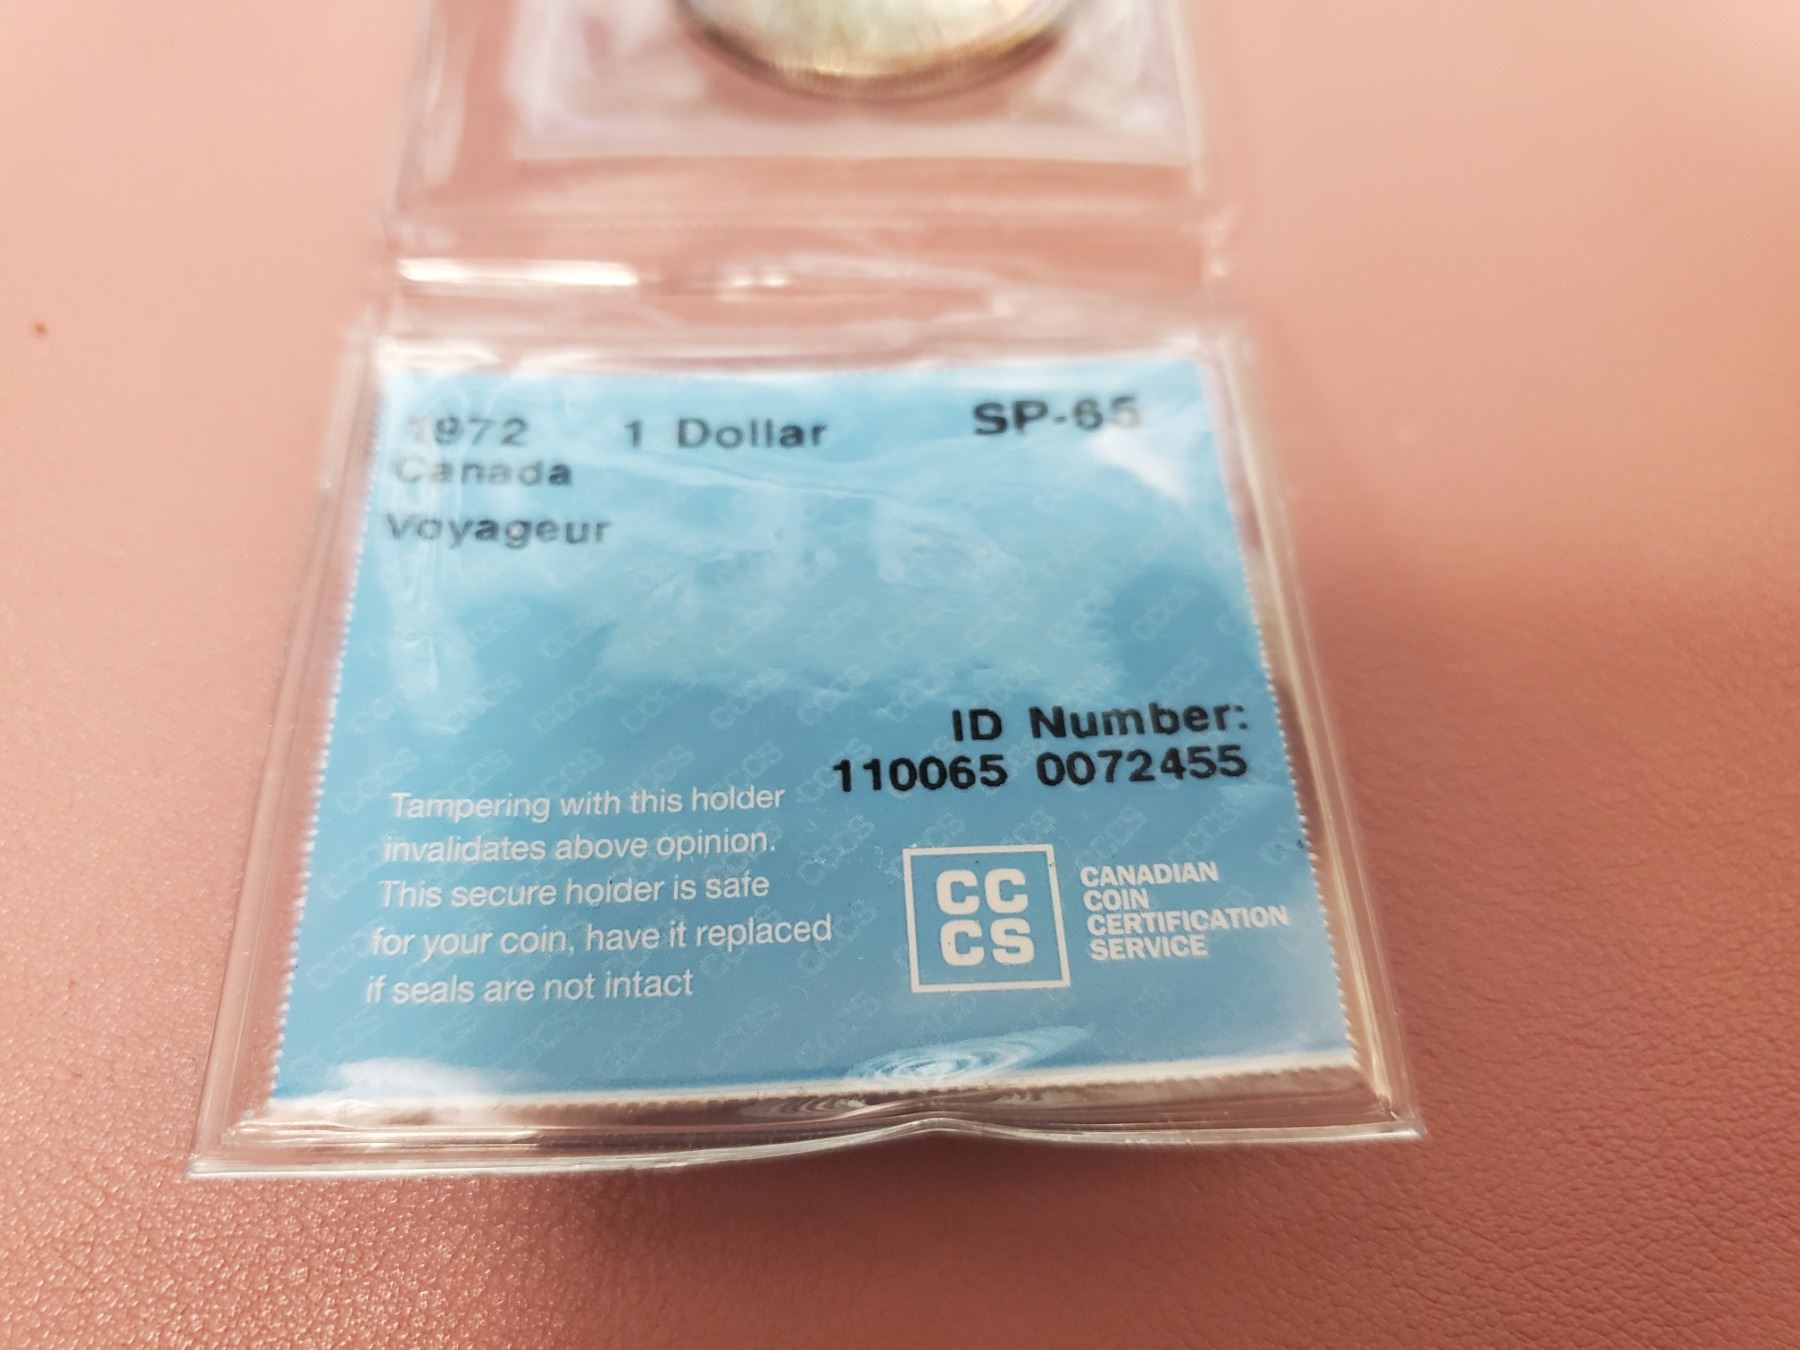 1972 1 Dollar SP-65
Canada
Voyageur
ID Number:
110065 0072455
Tampering with this holder
invalidates above opinion.
This secure holder is safe
for your coin, have it replaced
if seals are not intact
CC
CS
CANADIAN
COIN
CERTIFICATION
SERVICE